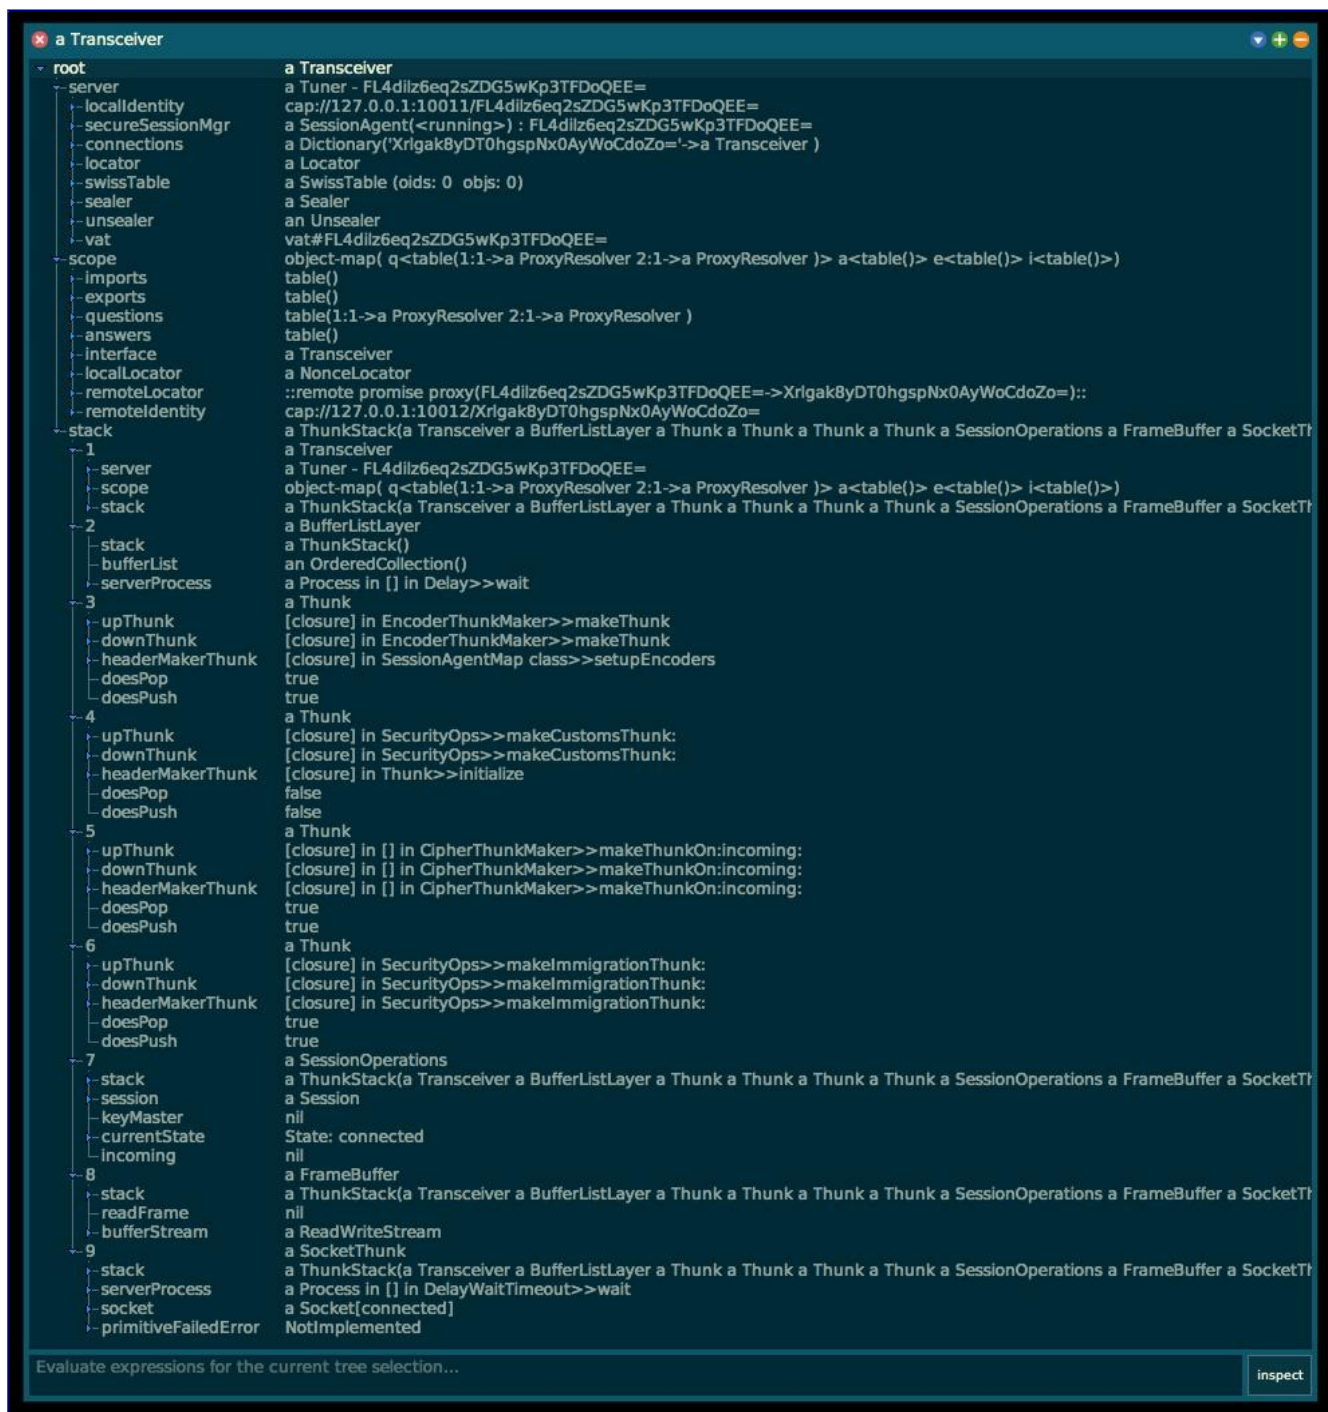 a Transceiver
root a Transceiver
server a Tuner - FL4dilz6eq2sZDG5wKp3TFDoQEE=
localIdentity cap://127.0.0.1:10011/FL4dilz6eq2sZDG5wKp3TFDoQEE=
secureSessionMgr a SessionAgent(<running>) : FL4dilz6eq2sZDG5wKp3TFDoQEE=
connections a Dictionary('Xrlgak8yDT0hgspNx0AyWoCdoZo='->a Transceiver )
locator a Locator
swissTable a SwissTable (oids: 0  objs: 0)
sealer a Sealer
unsealer an Unsealer
vat vat#FL4dilz6eq2sZDG5wKp3TFDoQEE=
scope object-map( q<table(1:1->a ProxyResolver 2:1->a ProxyResolver )> a<table()> e<table()> i<table()>)
imports table()
exports table()
questions table(1:1->a ProxyResolver 2:1->a ProxyResolver )
answers table()
interface a Transceiver
localLocator a NonceLocator
remoteLocator ::remote promise proxy(FL4dilz6eq2sZDG5wKp3TFDoQEE=->Xrlgak8yDT0hgspNx0AyWoCdoZo=)::
remoteIdentity cap://127.0.0.1:10012/Xrlgak8yDT0hgspNx0AyWoCdoZo=
stack a ThunkStack(a Transceiver a BufferListLayer a Thunk a Thunk a Thunk a Thunk a SessionOperations a FrameBuffer a SocketTh
1 a Transceiver
server a Tuner - FL4dilz6eq2sZDG5wKp3TFDoQEE=
scope object-map( q<table(1:1->a ProxyResolver 2:1->a ProxyResolver )> a<table()> e<table()> i<table()>)
stack a ThunkStack(a Transceiver a BufferListLayer a Thunk a Thunk a Thunk a Thunk a SessionOperations a FrameBuffer a SocketTh
2 a BufferListLayer
stack a ThunkStack()
bufferList an OrderedCollection()
serverProcess a Process in [] in Delay>>wait
3 a Thunk
upThunk [closure] in EncoderThunkMaker>>makeThunk
downThunk [closure] in EncoderThunkMaker>>makeThunk
headerMakerThunk [closure] in SessionAgentMap class>>setupEncoders
doesPop true
doesPush true
4 a Thunk
upThunk [closure] in SecurityOps>>makeCustomsThunk:
downThunk [closure] in SecurityOps>>makeCustomsThunk:
headerMakerThunk [closure] in Thunk>>initialize
doesPop false
doesPush false
5 a Thunk
upThunk [closure] in [] in CipherThunkMaker>>makeThunkOn:incoming:
downThunk [closure] in [] in CipherThunkMaker>>makeThunkOn:incoming:
headerMakerThunk [closure] in [] in CipherThunkMaker>>makeThunkOn:incoming:
doesPop true
doesPush true
6 a Thunk
upThunk [closure] in SecurityOps>>makeImmigrationThunk:
downThunk [closure] in SecurityOps>>makeImmigrationThunk:
headerMakerThunk [closure] in SecurityOps>>makeImmigrationThunk:
doesPop true
doesPush true
7 a SessionOperations
stack a ThunkStack(a Transceiver a BufferListLayer a Thunk a Thunk a Thunk a Thunk a SessionOperations a FrameBuffer a SocketTh
session a Session
keyMaster nil
currentState State: connected
incoming nil
8 a FrameBuffer
stack a ThunkStack(a Transceiver a BufferListLayer a Thunk a Thunk a Thunk a Thunk a SessionOperations a FrameBuffer a SocketTh
readFrame nil
bufferStream a ReadWriteStream
9 a SocketThunk
stack a ThunkStack(a Transceiver a BufferListLayer a Thunk a Thunk a Thunk a Thunk a SessionOperations a FrameBuffer a SocketTh
serverProcess a Process in [] in DelayWaitTimeout>>wait
socket a Socket[connected]
primitiveFailedError NotImplemented
Evaluate expressions for the current tree selection...
inspect